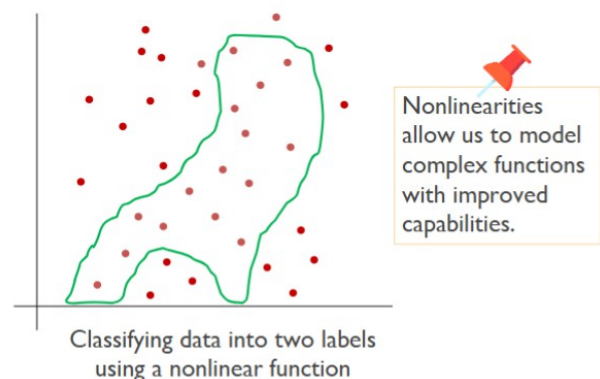 Nonlinearities
allow us to model
complex functions
with improved
capabilities.
Classifying data into two labels
using a nonlinear function